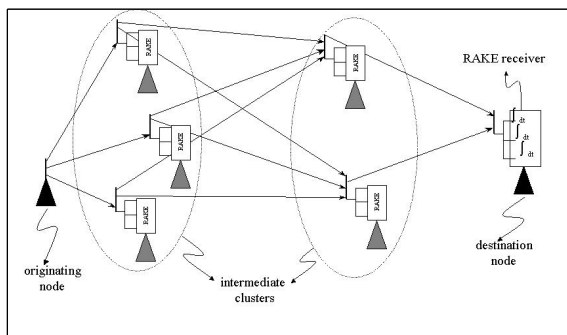 RAKE
RAKE
RAKE receiver
RAKE
RAKE
RAKE
dt
dt
dt
originating
node
intermediate
clusters
destination
node